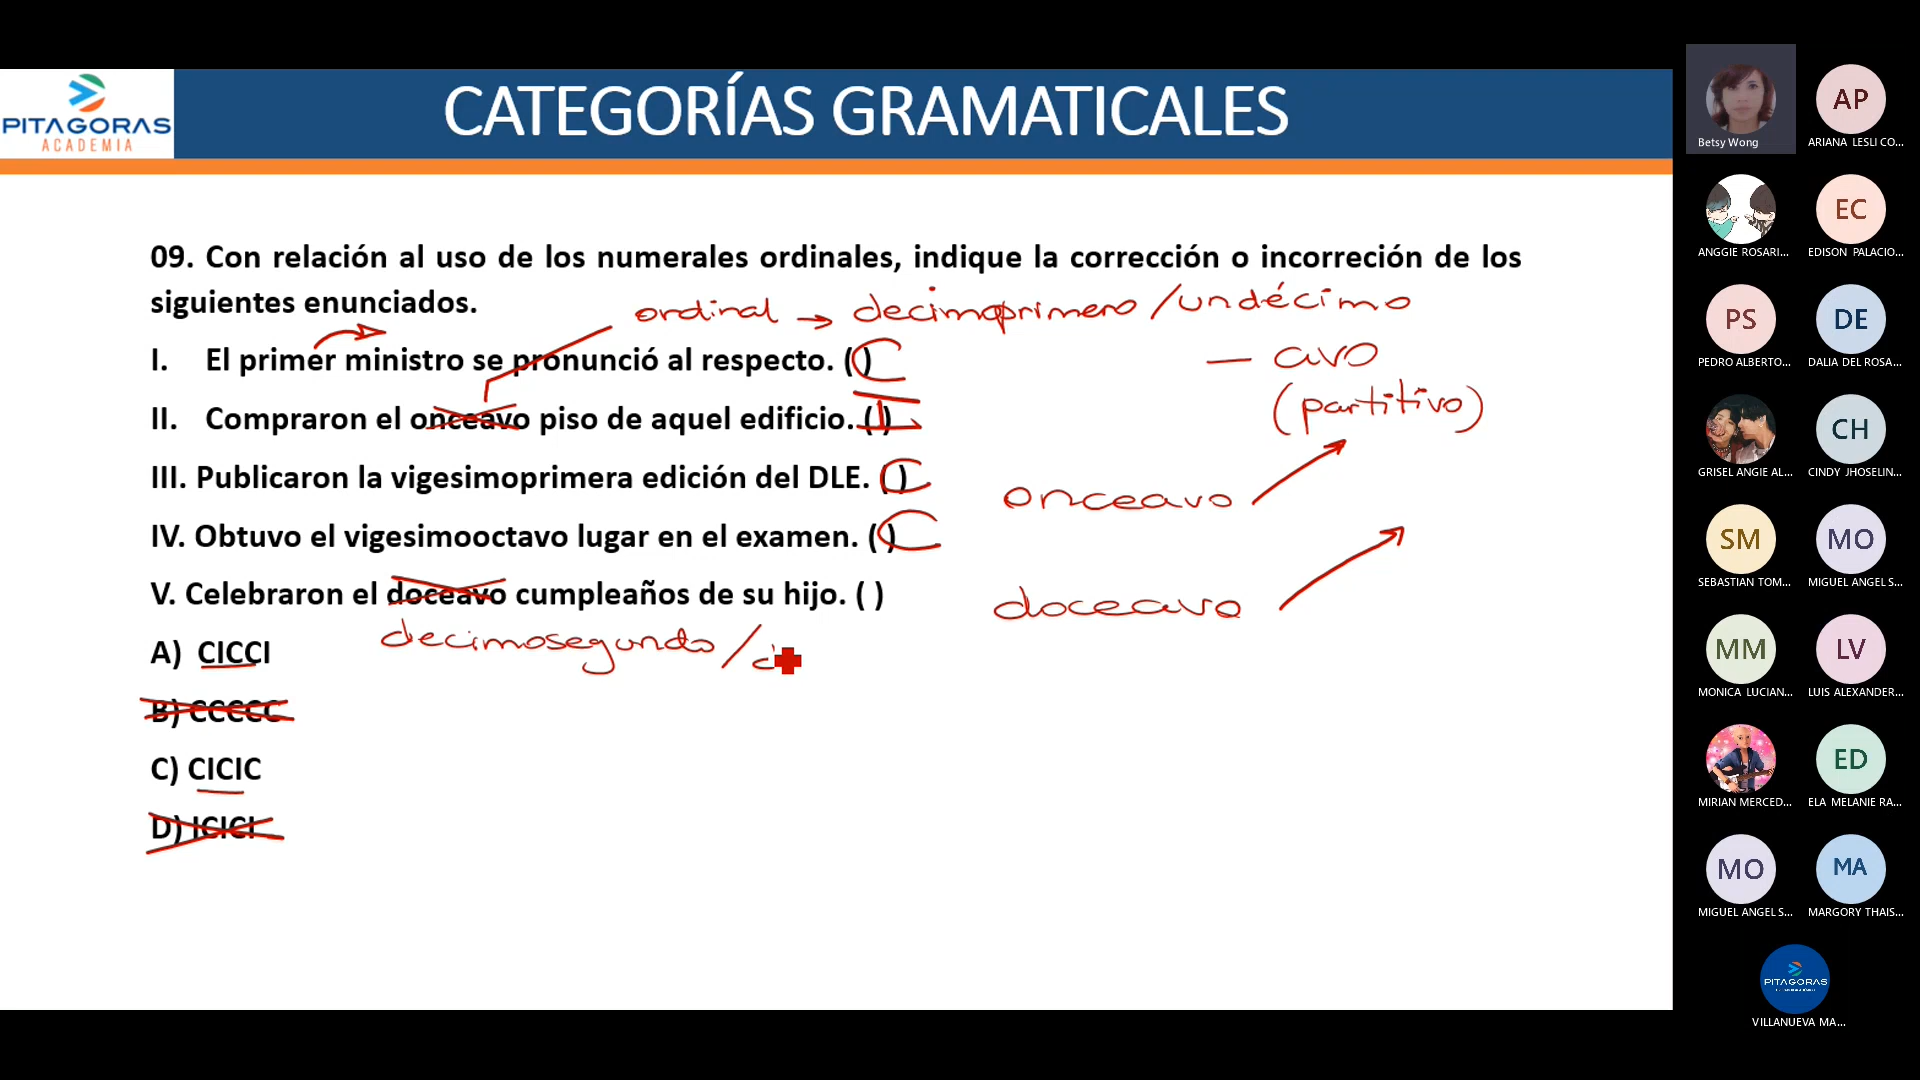 PITAGORAS
ACADEMIA
CATEGORÍAS GRAMATICALES
09. Con relación al uso de los numerales ordinales, indique la corrección o incorreción de los
siguientes enunciados.
ordinal → decimoprimero / undécimo
I. El primer ministro se pronunció al respecto. ( ) C
- avo
(partitivo)
II. Compraron el onceavo piso de aquel edificio. ( ) I
III. Publicaron la vigesimoprimera edición del DLE. ( ) C
onceavo
IV. Obtuvo el vigesimooctavo lugar en el examen. ( ) C
V. Celebraron el doceavo cumpleaños de su hijo. ( )
doceavo
decimosegundo /
A) CICCI
B) CCCCC
C) CICIC
D) ICICI
Betsy Wong
AP
ARIANA LESLI CO...
ANGGIE ROSARI...
EC
EDISON PALACIO...
PS
PEDRO ALBERTO...
DE
DALIA DEL ROSA...
GRISEL ANGIE AL...
CH
CINDY JHOSELIN...
SM
SEBASTIAN TOM...
MO
MIGUEL ANGEL S...
MM
MONICA LUCIAN...
LV
LUIS ALEXANDER...
MIRIAN MERCED...
ED
ELA MELANIE RA...
MO
MIGUEL ANGEL S...
MA
MARGORY THAIS...
PITAGORAS
VILLANUEVA MA...